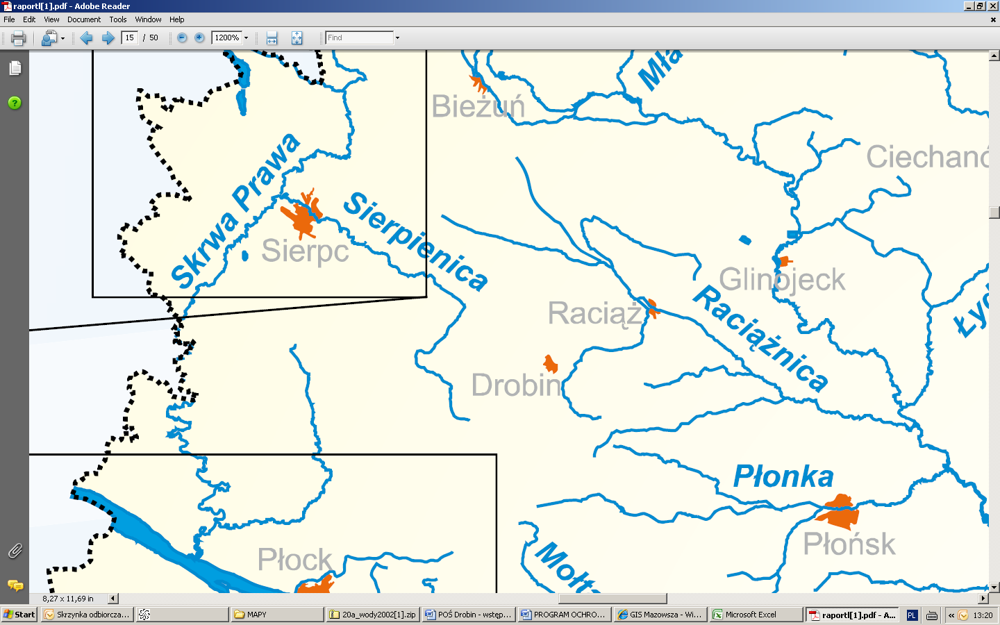 raportl[1].pdf - Adobe Reader
File Edit View Document Tools Window Help
15 / 50 1200% Find
Mła
Bieżuń
Ciechanó
Skrwa Prawa
Sierpienica
Sierpc
Glinojeck
Raciąż
Raciąźnica
Łyd
Drobin
Płonka
Płońsk
Płock
Mołt
8,27 x 11,69 in
Start Skrzynka odbiorcza... MAPY 20a_wody2002[1].zip POŚ Drobin - wstęp... PROGRAM OCHRO... GIS Mazowsza - Wi... Microsoft Excel raportl[1].pdf - A... PL « 13:20